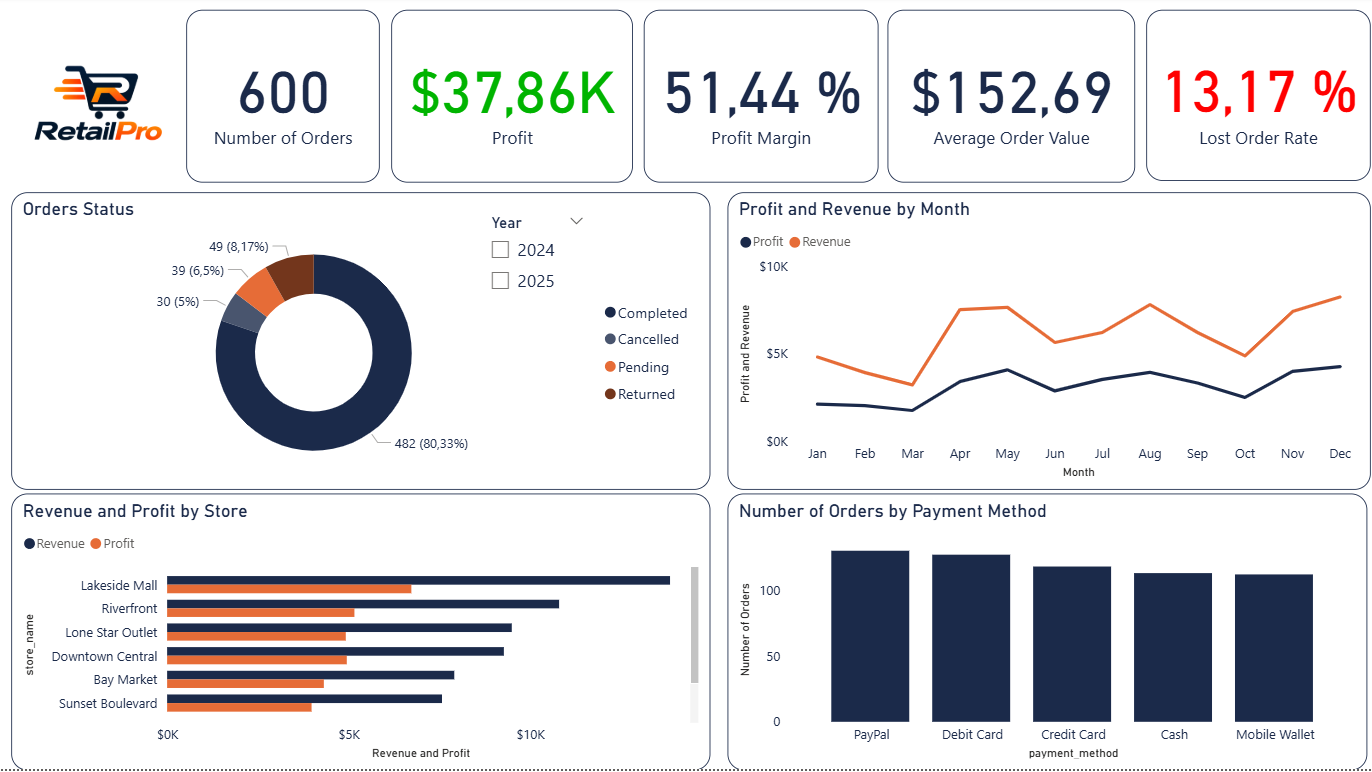 RetailPro
600
Number of Orders
$37,86K
Profit
51,44 %
Profit Margin
$152,69
Average Order Value
13,17 %
Lost Order Rate
Orders Status
49 (8,17%)
39 (6,5%)
30 (5%)
482 (80,33%)
Year
2024
2025
Completed
Cancelled
Pending
Returned
Profit and Revenue by Month
Profit Revenue
Profit and Revenue
$10K
$5K
$0K
Jan Feb Mar Apr May Jun Jul Aug Sep Oct Nov Dec
Month
Revenue and Profit by Store
Revenue Profit
store_name
Lakeside Mall
Riverfront
Lone Star Outlet
Downtown Central
Bay Market
Sunset Boulevard
$0K $5K $10K
Revenue and Profit
Number of Orders by Payment Method
Number of Orders
100
50
0
PayPal Debit Card Credit Card Cash Mobile Wallet
payment_method